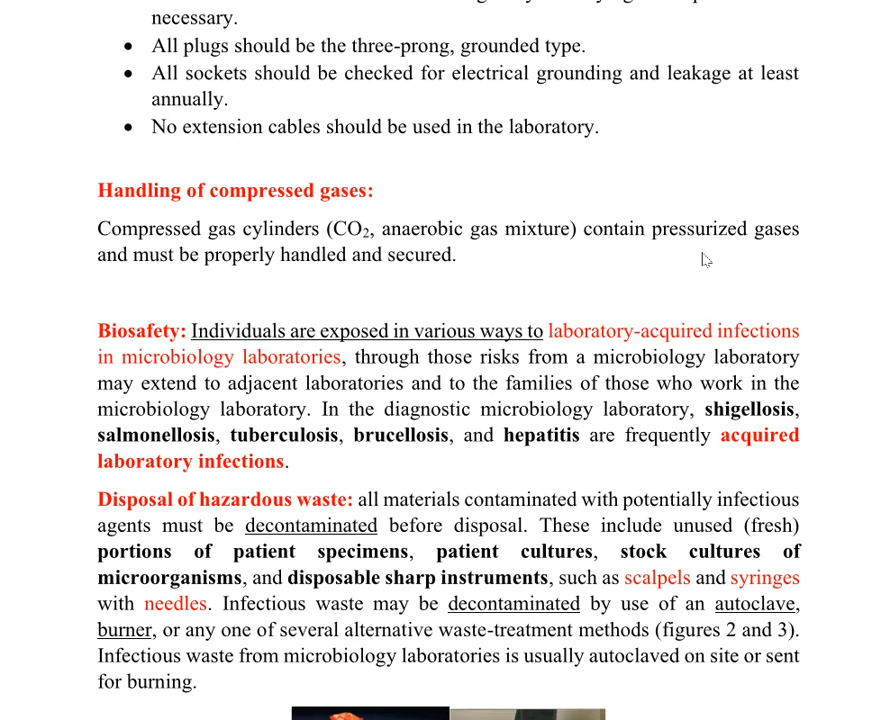 necessary.
• All plugs should be the three-prong, grounded type.
• All sockets should be checked for electrical grounding and leakage at least
annually.
• No extension cables should be used in the laboratory.
Handling of compressed gases:
Compressed gas cylinders (CO₂, anaerobic gas mixture) contain pressurized gases
and must be properly handled and secured.
Biosafety: Individuals are exposed in various ways to laboratory-acquired infections
in microbiology laboratories, through those risks from a microbiology laboratory
may extend to adjacent laboratories and to the families of those who work in the
microbiology laboratory. In the diagnostic microbiology laboratory, shigellosis,
salmonellosis, tuberculosis, brucellosis, and hepatitis are frequently acquired
laboratory infections.
Disposal of hazardous waste: all materials contaminated with potentially infectious
agents must be decontaminated before disposal. These include unused (fresh)
portions of patient specimens, patient cultures, stock cultures of
microorganisms, and disposable sharp instruments, such as scalpels and syringes
with needles. Infectious waste may be decontaminated by use of an autoclave,
burner, or any one of several alternative waste-treatment methods (figures 2 and 3).
Infectious waste from microbiology laboratories is usually autoclaved on site or sent
for burning.